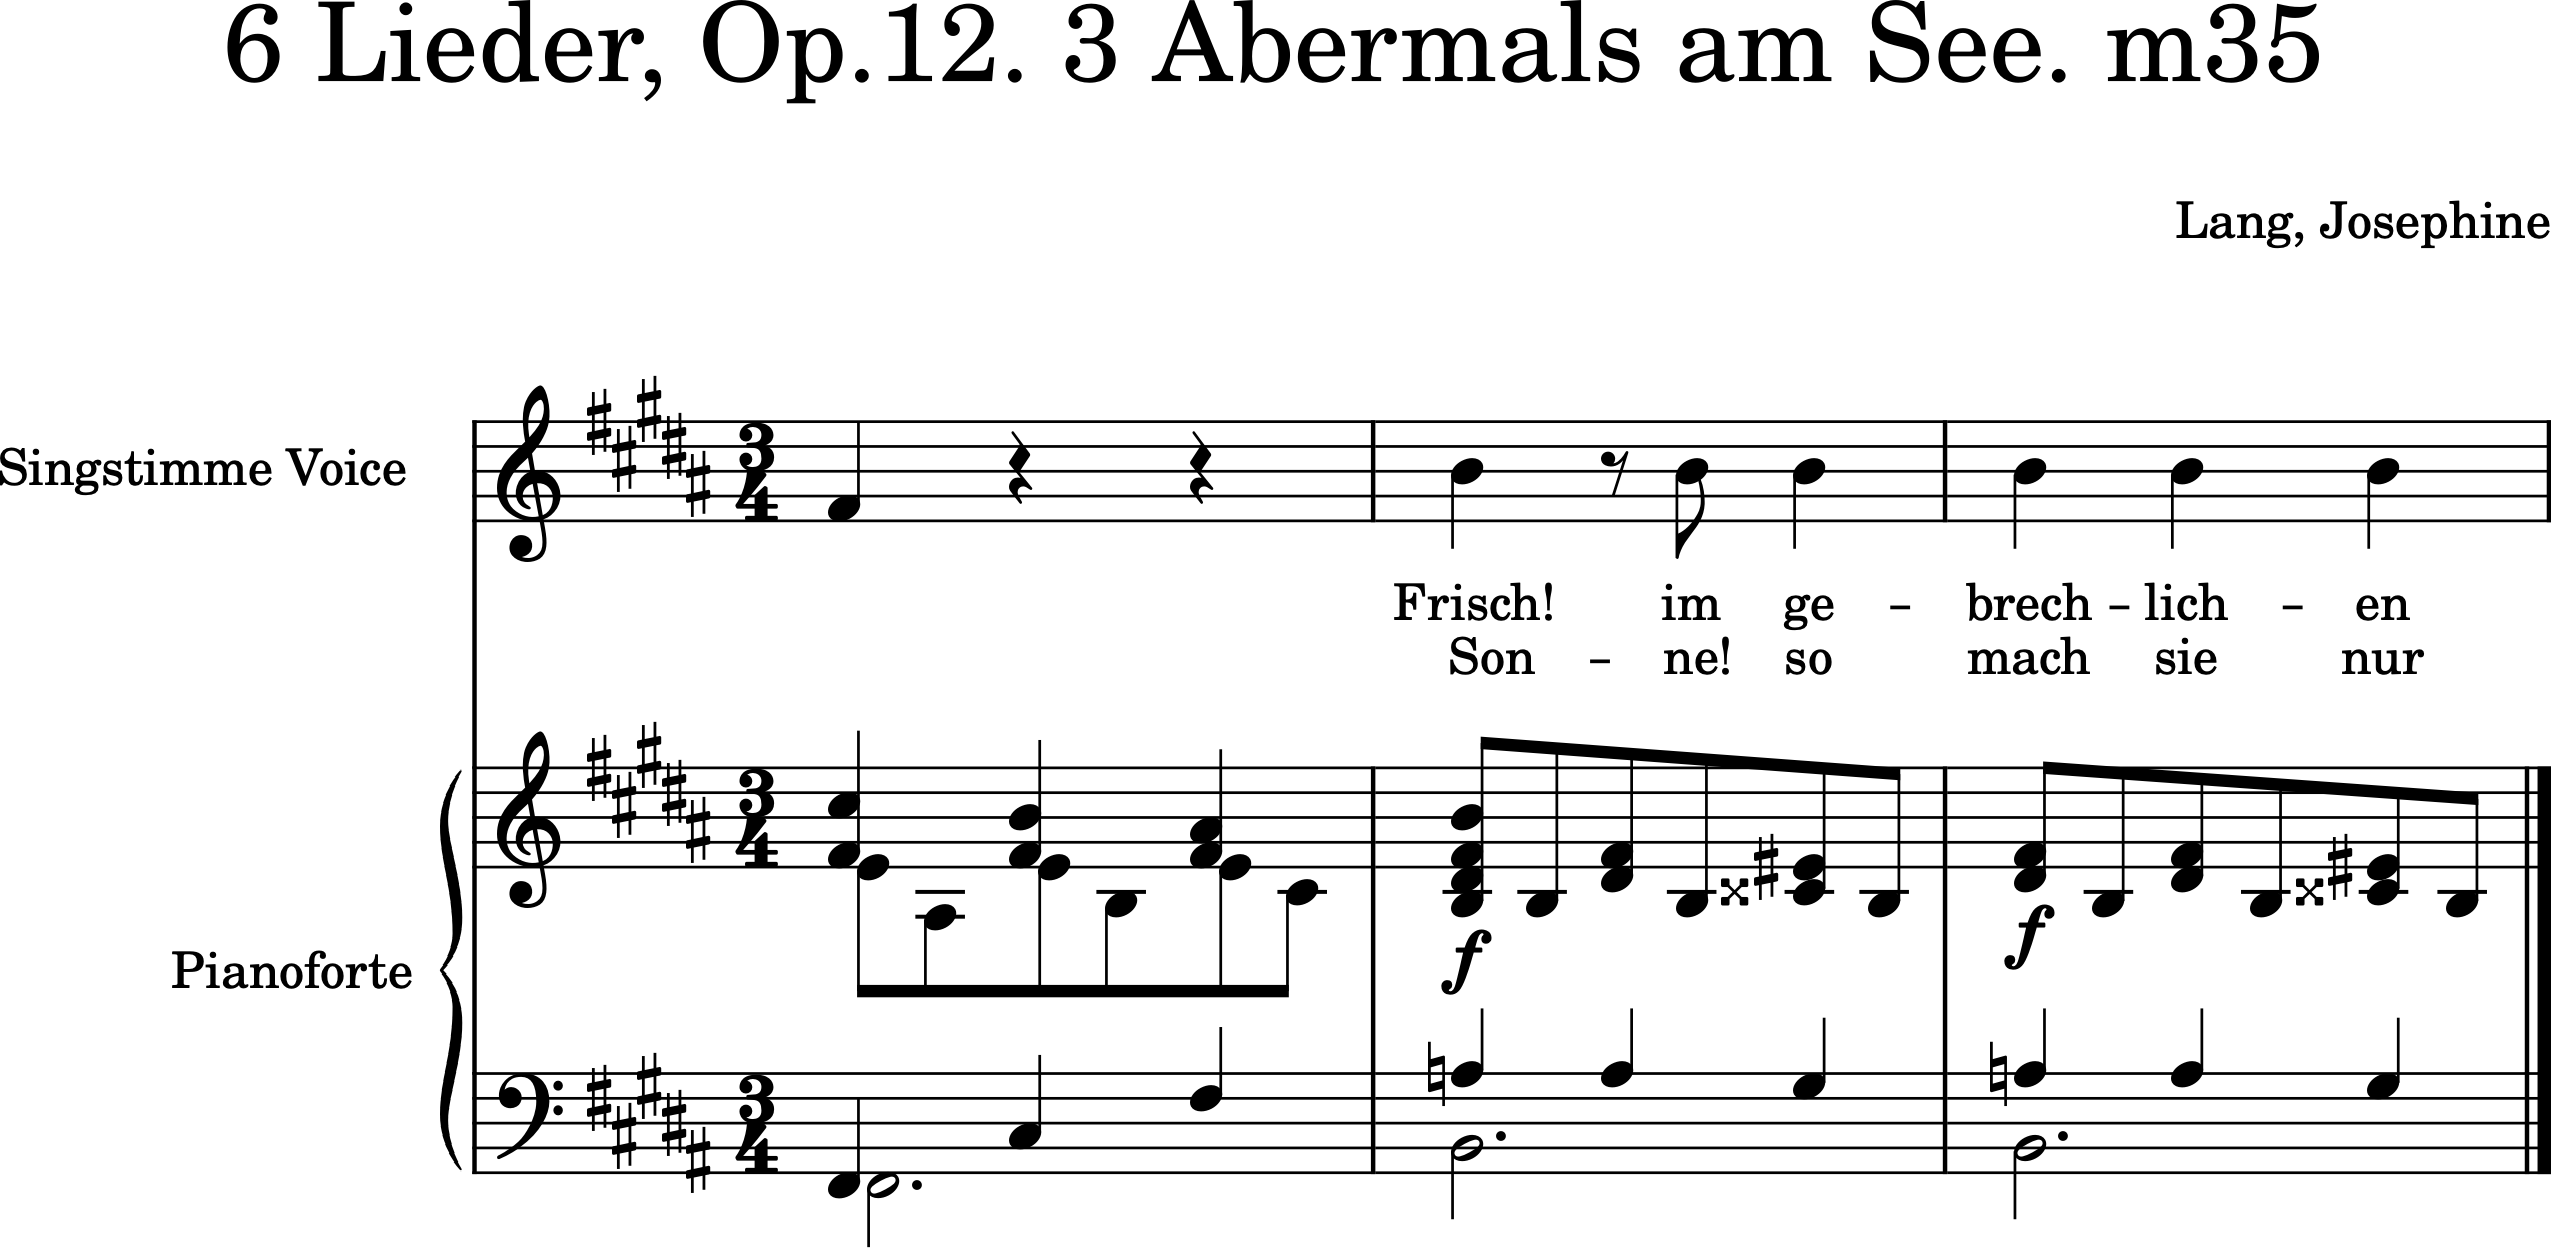 6 Lieder, Op.12. 3 Abermals am See. m35
Lang, Josephine
Singstimme Voice
Frisch! im ge – brech – lich – en
Son – ne! so mach sie nur
Pianoforte
f f